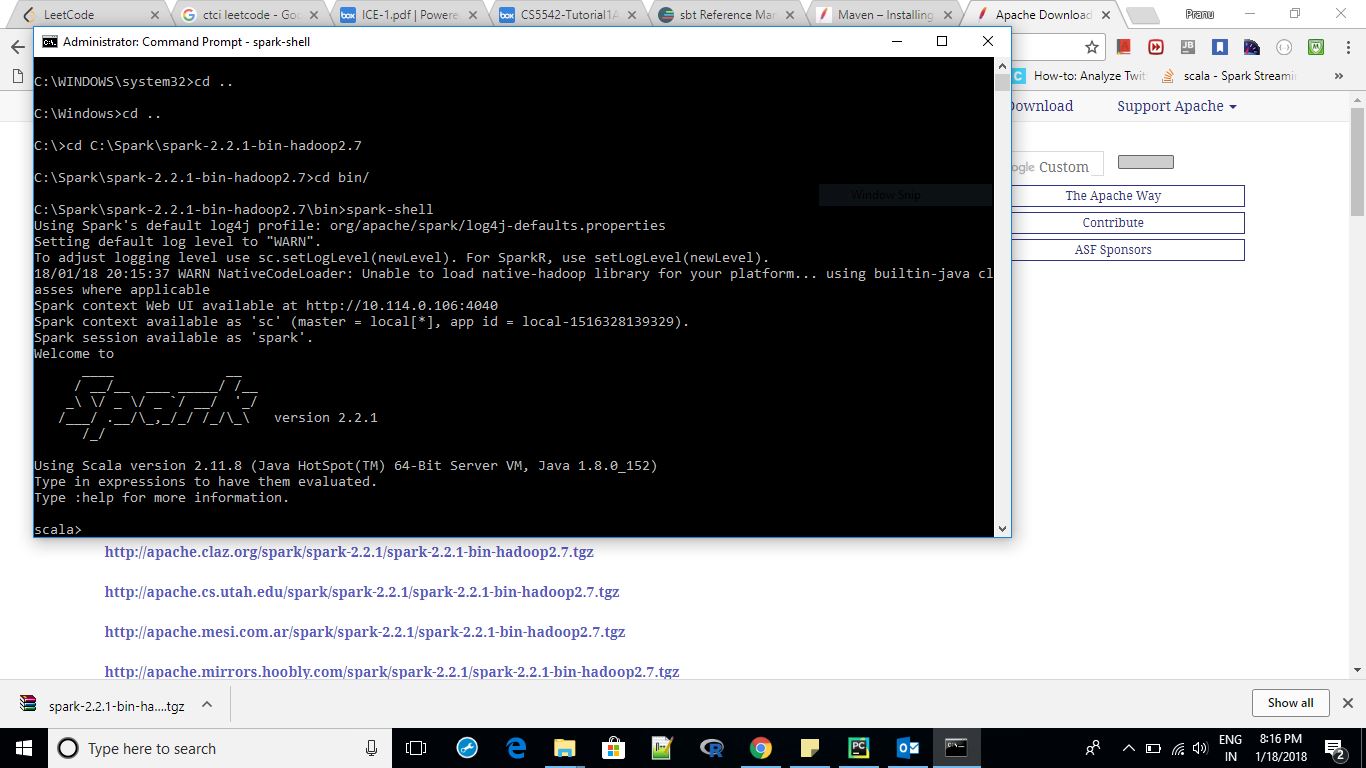 LeetCode
ctci leetcode - Goo
ICE-1.pdf | Powere
CS5542-Tutorial1A
sbt Reference Man
Maven – Installing
Apache Download
Pranu
Administrator: Command Prompt - spark-shell
How-to: Analyze Twit
scala - Spark Streami
Download
Support Apache
Custom
The Apache Way
Contribute
ASF Sponsors
Window Snip
C:\WINDOWS\system32>cd ..
C:\Windows>cd ..
C:\>cd C:\Spark\spark-2.2.1-bin-hadoop2.7
C:\Spark\spark-2.2.1-bin-hadoop2.7>cd bin/
C:\Spark\spark-2.2.1-bin-hadoop2.7\bin>spark-shell
Using Spark's default log4j profile: org/apache/spark/log4j-defaults.properties
Setting default log level to "WARN".
To adjust logging level use sc.setLogLevel(newLevel). For SparkR, use setLogLevel(newLevel).
18/01/18 20:15:37 WARN NativeCodeLoader: Unable to load native-hadoop library for your platform... using builtin-java cl
asses where applicable
Spark context Web UI available at http://10.114.0.106:4040
Spark context available as 'sc' (master = local[*], app id = local-1516328139329).
Spark session available as 'spark'.
Welcome to
Spark version 2.2.1
Using Scala version 2.11.8 (Java HotSpot(TM) 64-Bit Server VM, Java 1.8.0_152)
Type in expressions to have them evaluated.
Type :help for more information.
scala>
http://apache.claz.org/spark/spark-2.2.1/spark-2.2.1-bin-hadoop2.7.tgz
http://apache.cs.utah.edu/spark/spark-2.2.1/spark-2.2.1-bin-hadoop2.7.tgz
http://apache.mesi.com.ar/spark/spark-2.2.1/spark-2.2.1-bin-hadoop2.7.tgz
http://apache.mirrors.hoobly.com/spark/spark-2.2.1/spark-2.2.1-bin-hadoop2.7.tgz
spark-2.2.1-bin-ha....tgz
Show all
Type here to search
ENG
IN
8:16 PM
1/18/2018
2